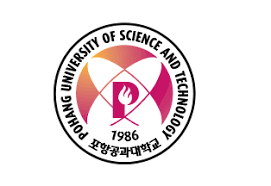 POHANG UNIVERSITY OF SCIENCE AND TECHNOLOGY
1986
포항공과대학교